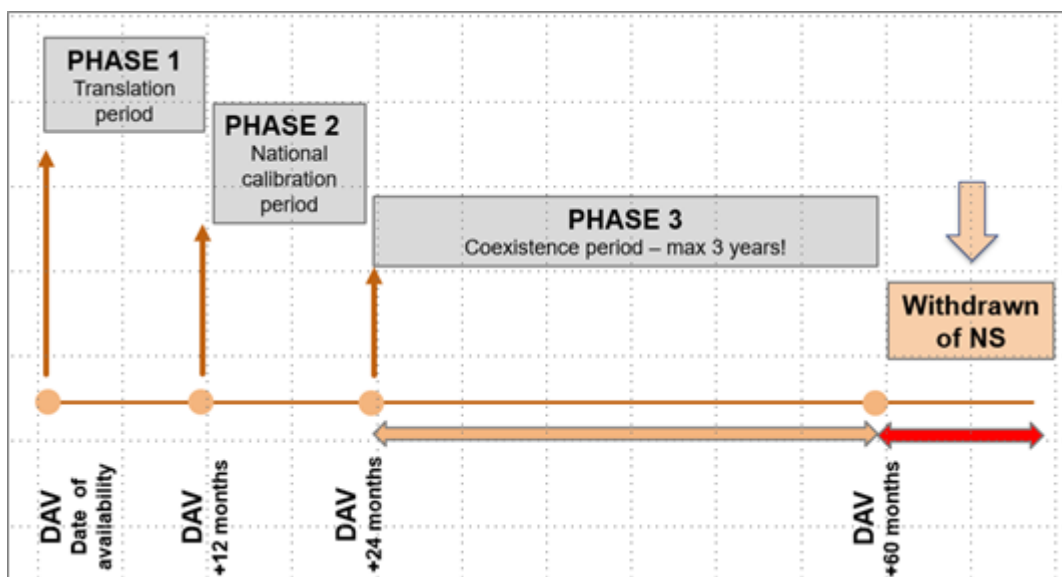 PHASE 1
Translation
period
PHASE 2
National
calibration
period
PHASE 3
Coexistence period – max 3 years!
Withdrawn
of NS
DAV
Date of
availability
DAV
+12 months
DAV
+24 months
DAV
+60 months